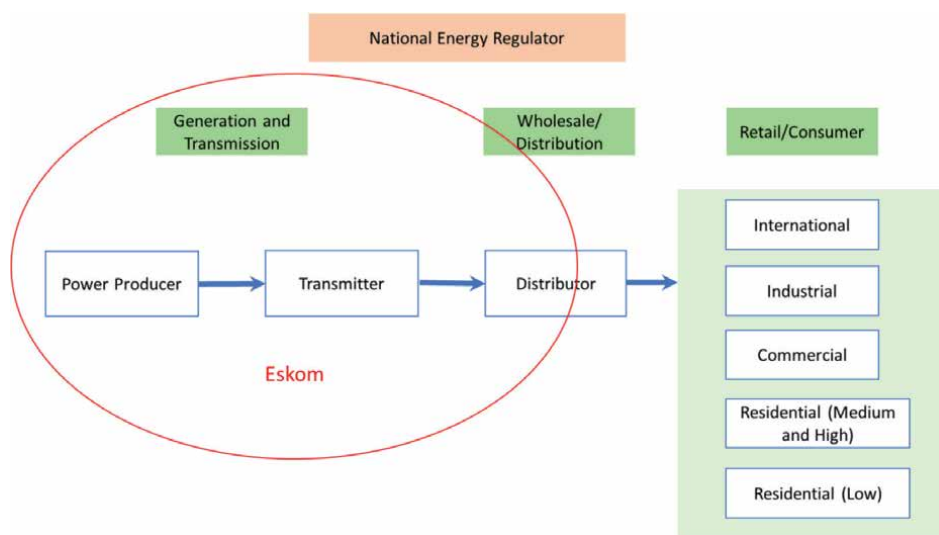 National Energy Regulator
Generation and
Transmission
Wholesale/
Distribution
Retail/Consumer
Power Producer
Transmitter
Distributor
Eskom
International
Industrial
Commercial
Residential (Medium
and High)
Residential (Low)